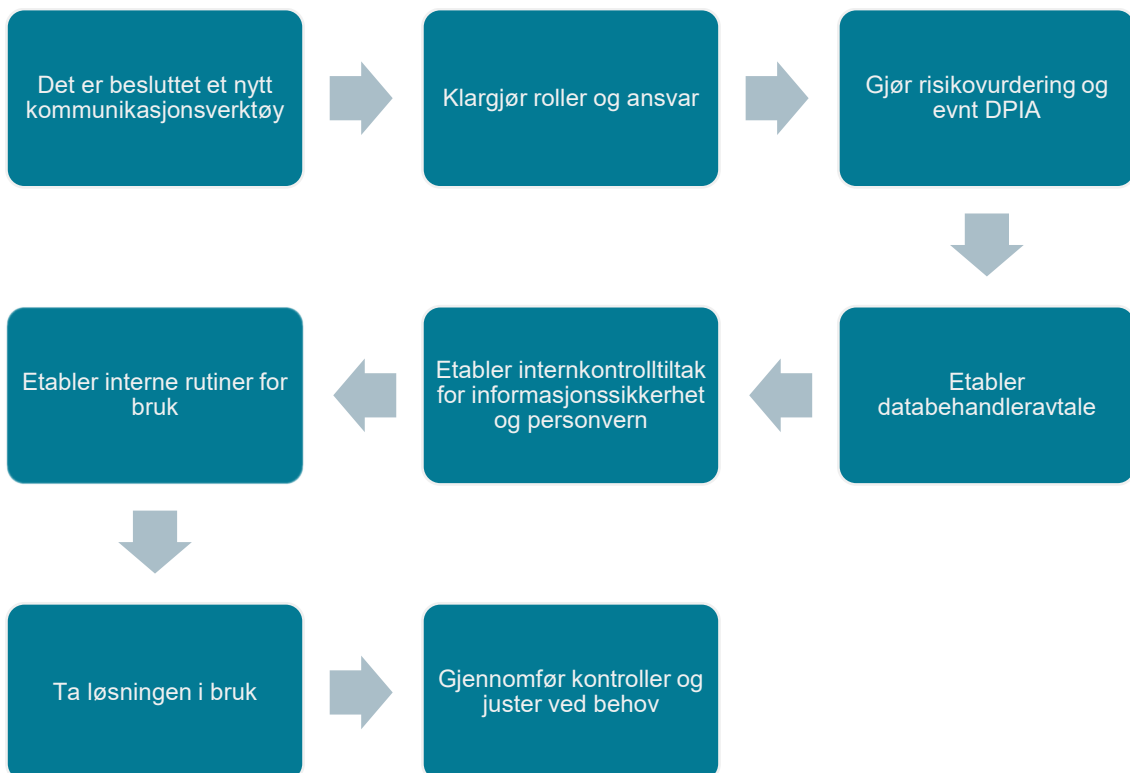 Det er besluttet et nytt
kommunikasjonsverktøy
Klargjør roller og ansvar
Gjør risikovurdering og
evnt DPIA
Etabler
databehandleravtale
Etabler internkontrolltiltak
for informasjonssikkerhet
og personvern
Etabler interne rutiner for
bruk
Ta løsningen i bruk
Gjennomfør kontroller og
juster ved behov